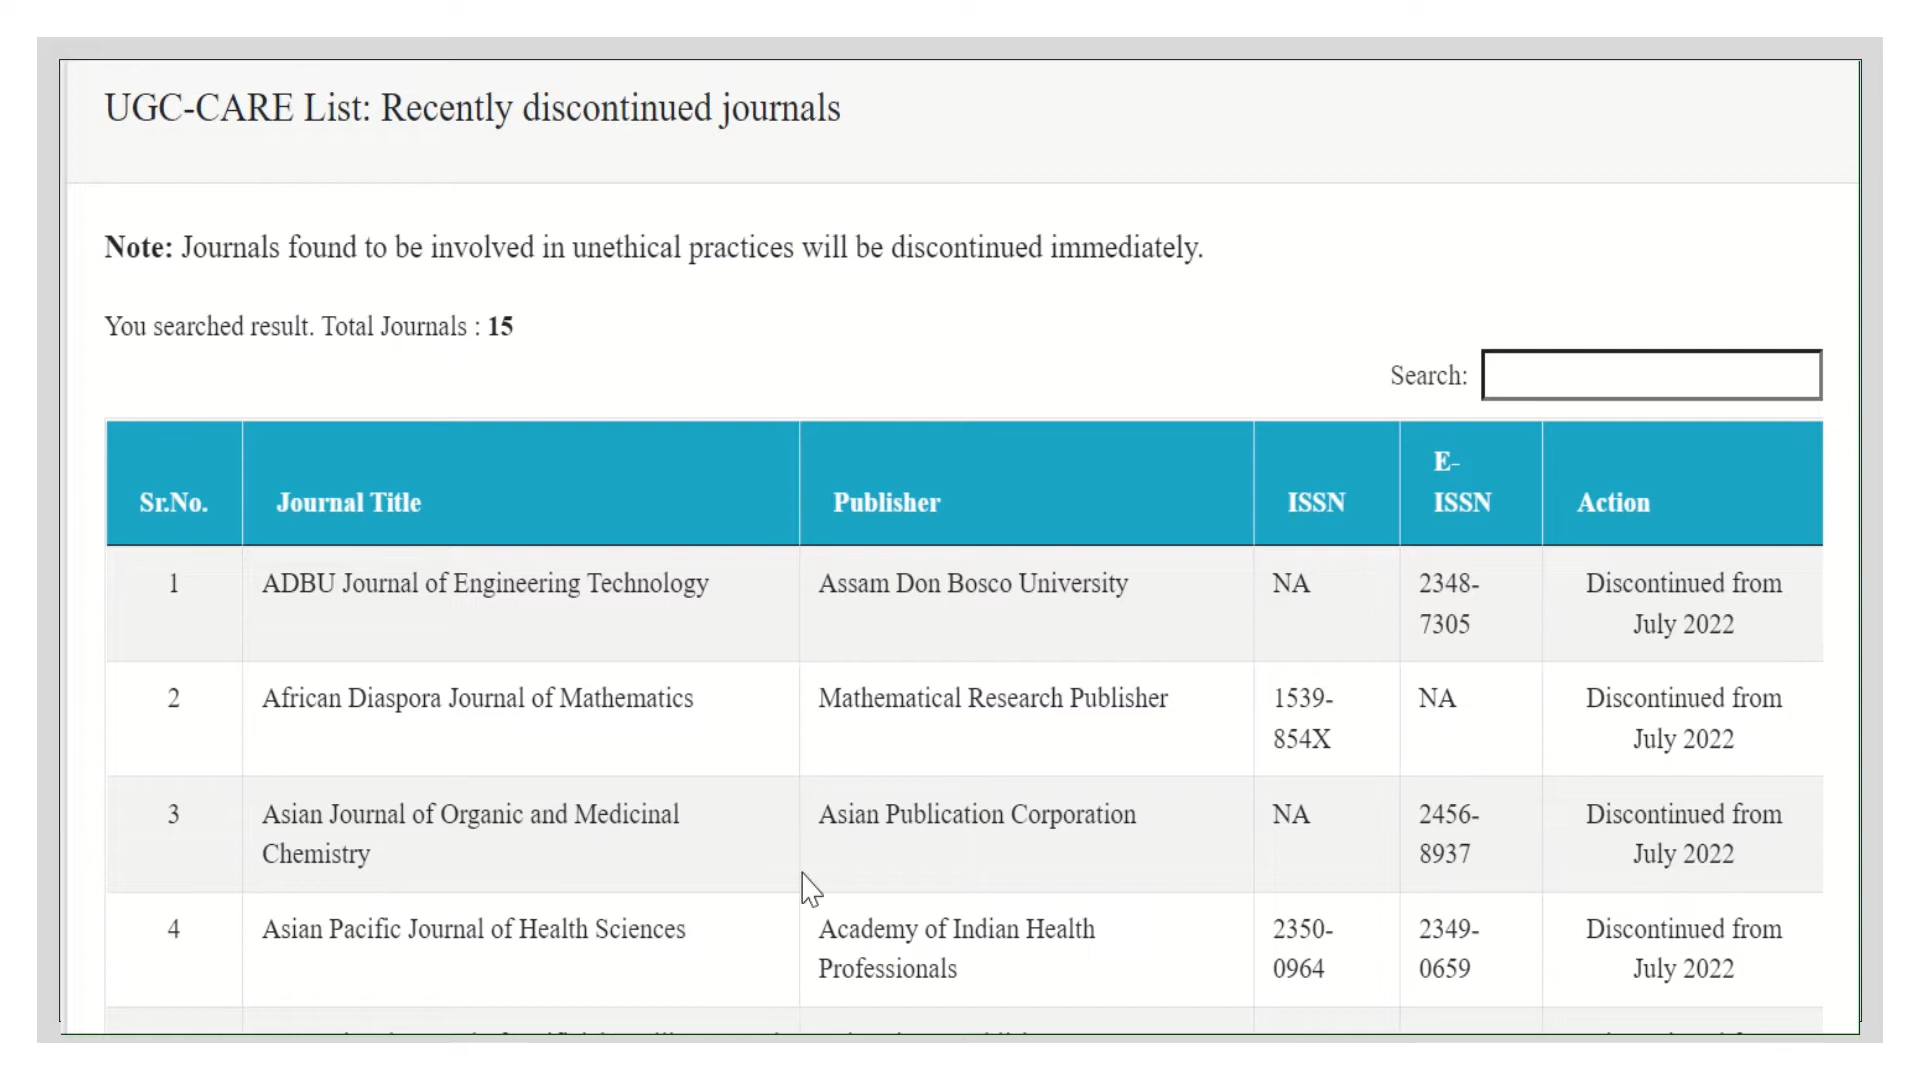 UGC-CARE List: Recently discontinued journals
Note: Journals found to be involved in unethical practices will be discontinued immediately.
You searched result. Total Journals : 15
Search:
Sr.No. Journal Title Publisher ISSN E-ISSN Action
1 ADBU Journal of Engineering Technology Assam Don Bosco University NA 2348-
7305 Discontinued from
July 2022
2 African Diaspora Journal of Mathematics Mathematical Research Publisher 1539-
854X NA Discontinued from
July 2022
3 Asian Journal of Organic and Medicinal
Chemistry Asian Publication Corporation NA 2456-
8937 Discontinued from
July 2022
4 Asian Pacific Journal of Health Sciences Academy of Indian Health
Professionals 2350-
0964 2349-
0659 Discontinued from
July 2022